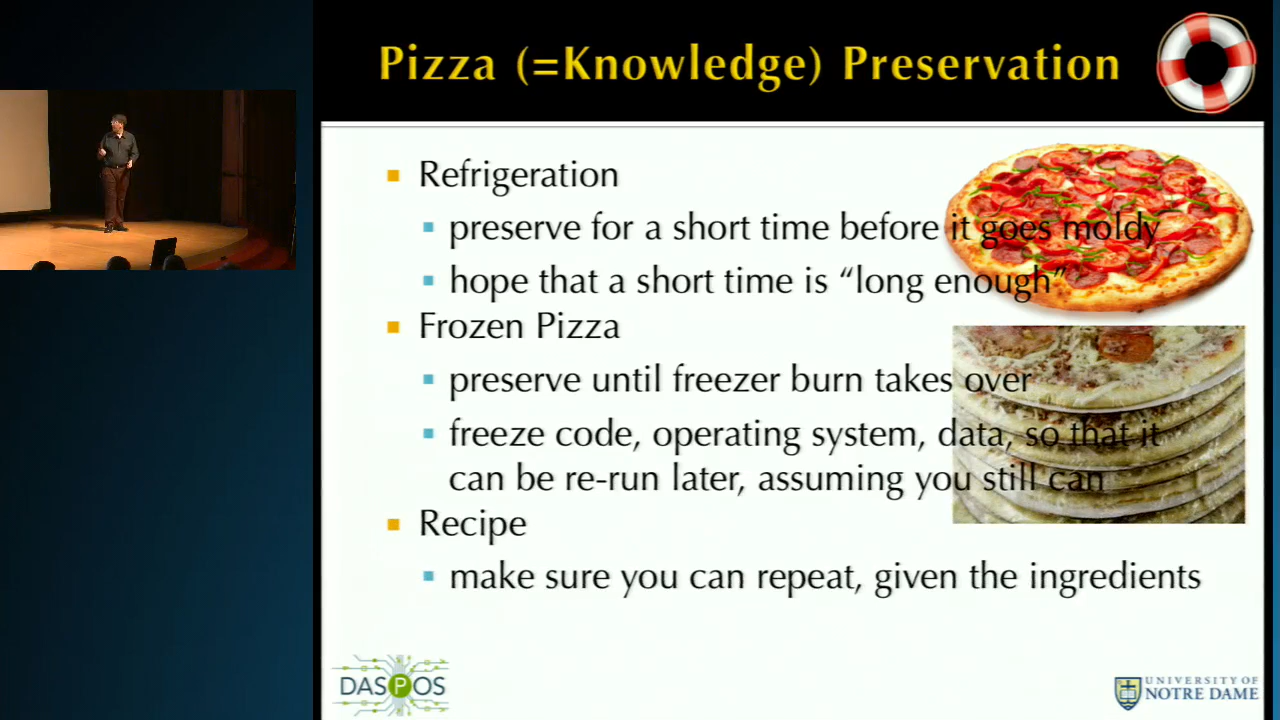 Pizza (=Knowledge) Preservation
Refrigeration
preserve for a short time before it goes moldy
hope that a short time is “long enough”
Frozen Pizza
preserve until freezer burn takes over
freeze code, operating system, data, so that it
can be re-run later, assuming you still can
Recipe
make sure you can repeat, given the ingredients
DASPOS
UNIVERSITY OF
NOTRE DAME